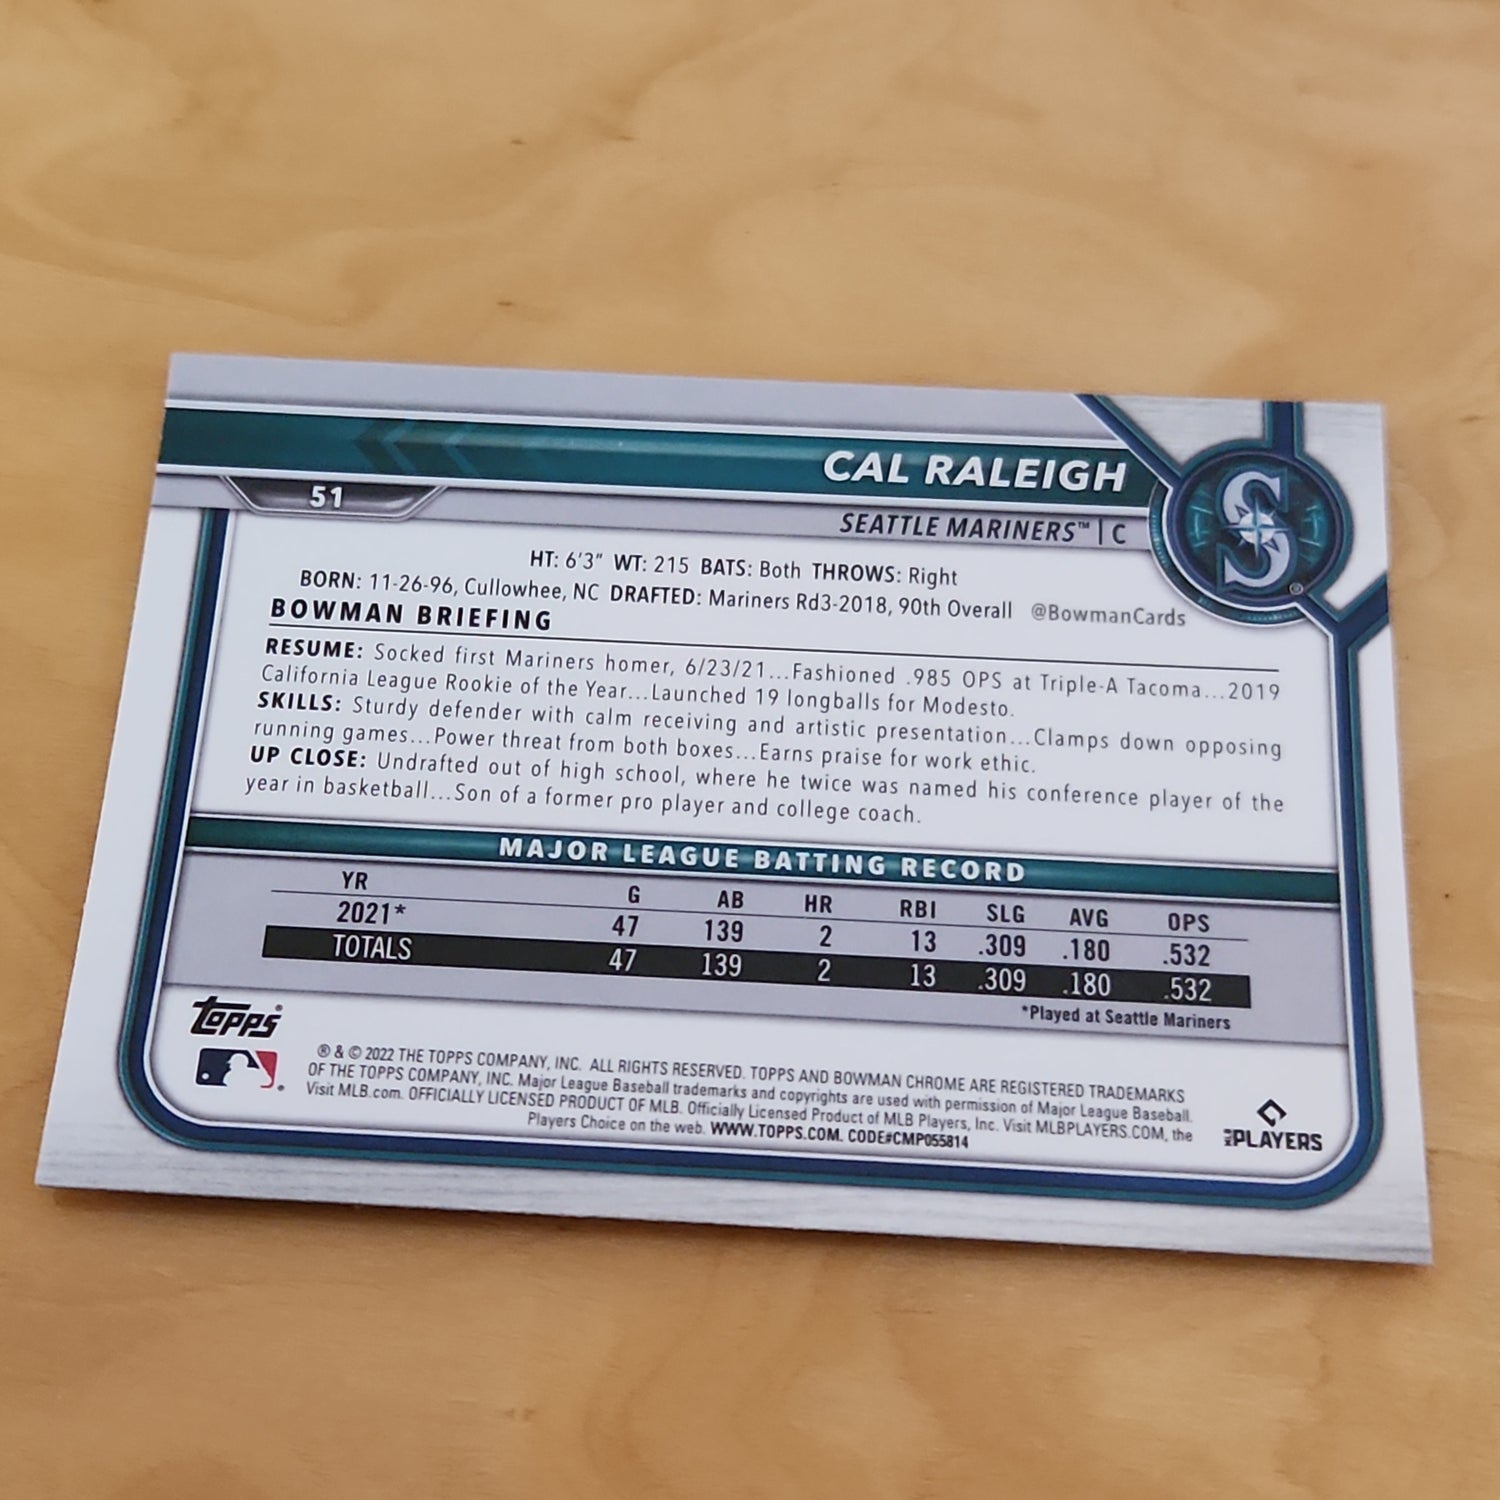 CAL RALEIGH
51
SEATTLE MARINERS™ | C
HT: 6'3" WT: 215 BATS: Both THROWS: Right
BORN: 11-26-96, Cullowhee, NC DRAFTED: Mariners Rd3-2018, 90th Overall @BowmanCards
BOWMAN BRIEFING
RESUME: Socked first Mariners homer, 6/23/21...Fashioned .985 OPS at Triple-A Tacoma...2019
California League Rookie of the Year...Launched 19 longballs for Modesto.
SKILLS: Sturdy defender with calm receiving and artistic presentation...Clamps down opposing
running games...Power threat from both boxes...Earns praise for work ethic.
UP CLOSE: Undrafted out of high school, where he twice was named his conference player of the
year in basketball...Son of a former pro player and college coach.
MAJOR LEAGUE BATTING RECORD
YR G AB HR RBI SLG AVG OPS
2021* 47 139 2 13 .309 .180 .532
TOTALS 47 139 2 13 .309 .180 .532
*Played at Seattle Mariners
topps®
® & © 2022 THE TOPPS COMPANY, INC. ALL RIGHTS RESERVED. TOPPS AND BOWMAN CHROME ARE REGISTERED TRADEMARKS
OF THE TOPPS COMPANY, INC. Major League Baseball trademarks and copyrights are used with permission of Major League Baseball.
Visit MLB.com. OFFICIALLY LICENSED PRODUCT OF MLB. Officially Licensed Product of MLB Players, Inc. Visit MLBPLAYERS.COM, the
Players Choice on the web. WWW.TOPPS.COM. CODE#CMP055814
MLB PLAYERS